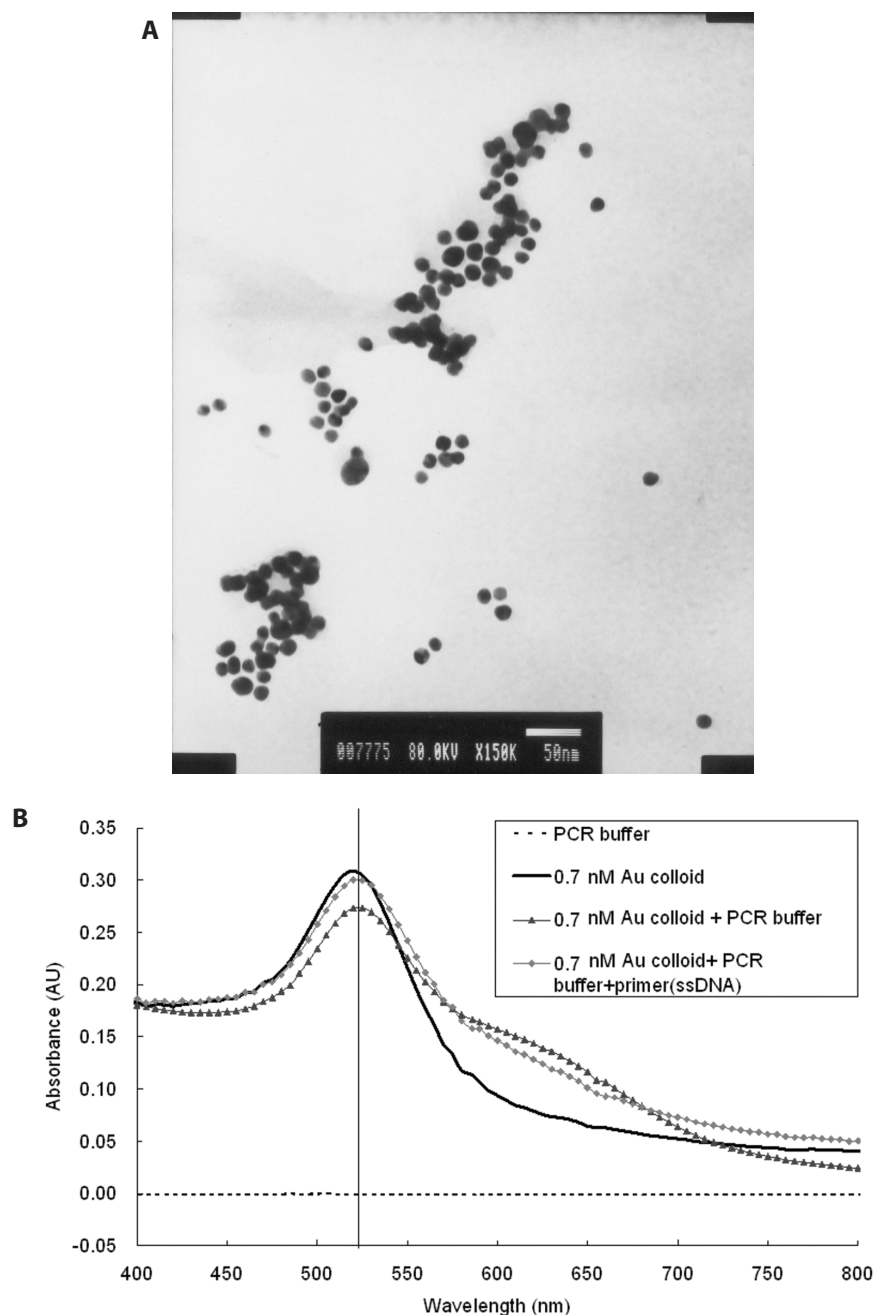 A
007775 80.0KV X150K 50nm
B
0.35
0.30
0.25
0.20
0.15
0.10
0.05
0.00
-0.05
Absorbance (AU)
PCR buffer
0.7 nM Au colloid
0.7 nM Au colloid + PCR buffer
0.7 nM Au colloid+ PCR
buffer+primer(ssDNA)
400 450 500 550 600 650 700 750 800
Wavelength (nm)